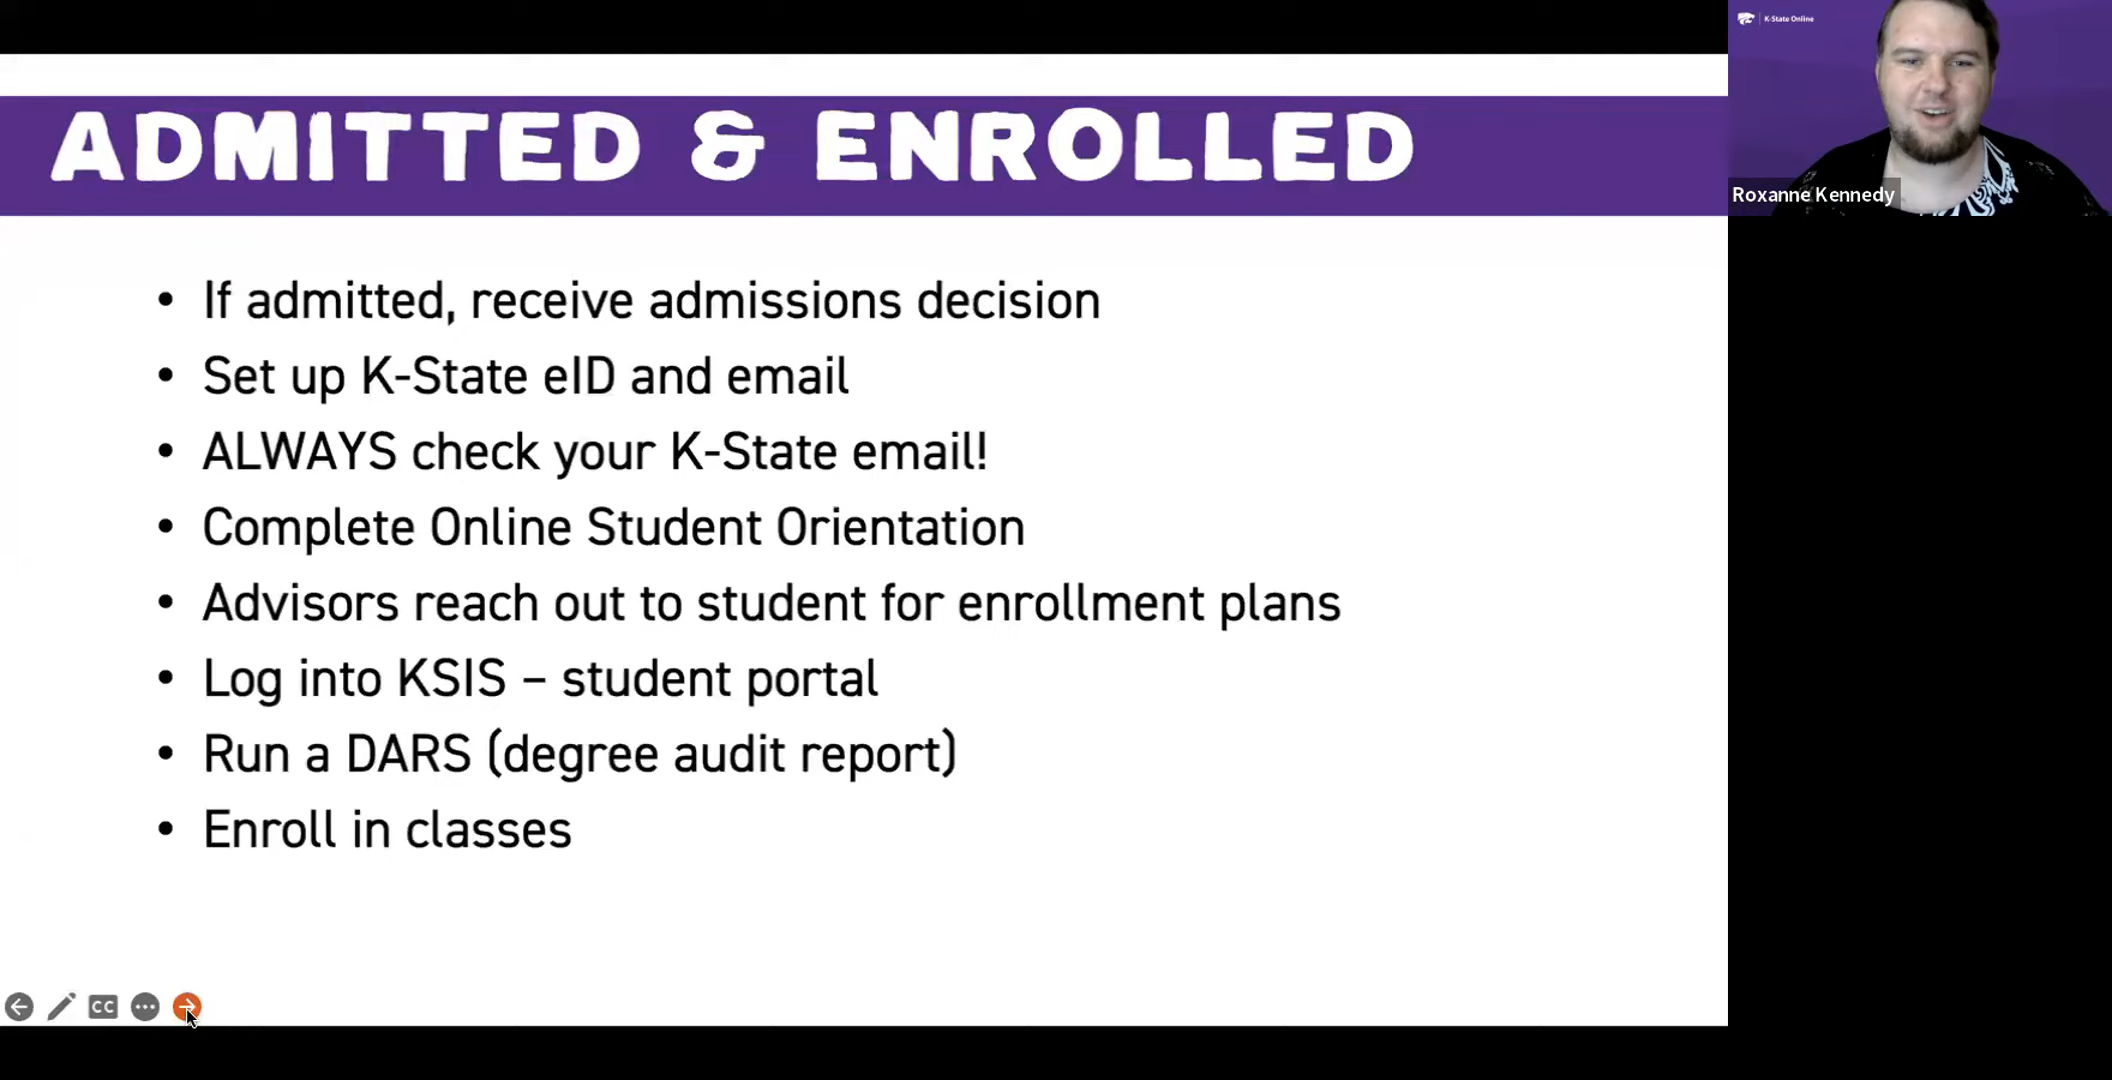 K-State Online
ADMITTED & ENROLLED
Roxanne Kennedy
• If admitted, receive admissions decision
• Set up K-State eID and email
• ALWAYS check your K-State email!
• Complete Online Student Orientation
• Advisors reach out to student for enrollment plans
• Log into KSIS – student portal
• Run a DARS (degree audit report)
• Enroll in classes
CC